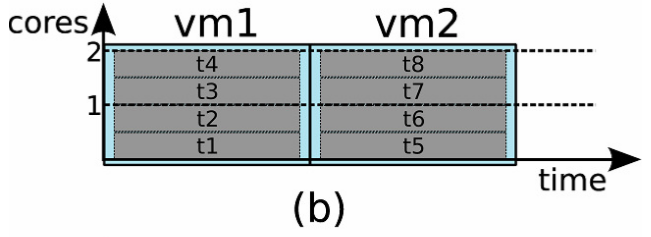 cores
vm1 vm2
2
t4 t8
t3 t7
1
t2 t6
t1 t5
time
(b)